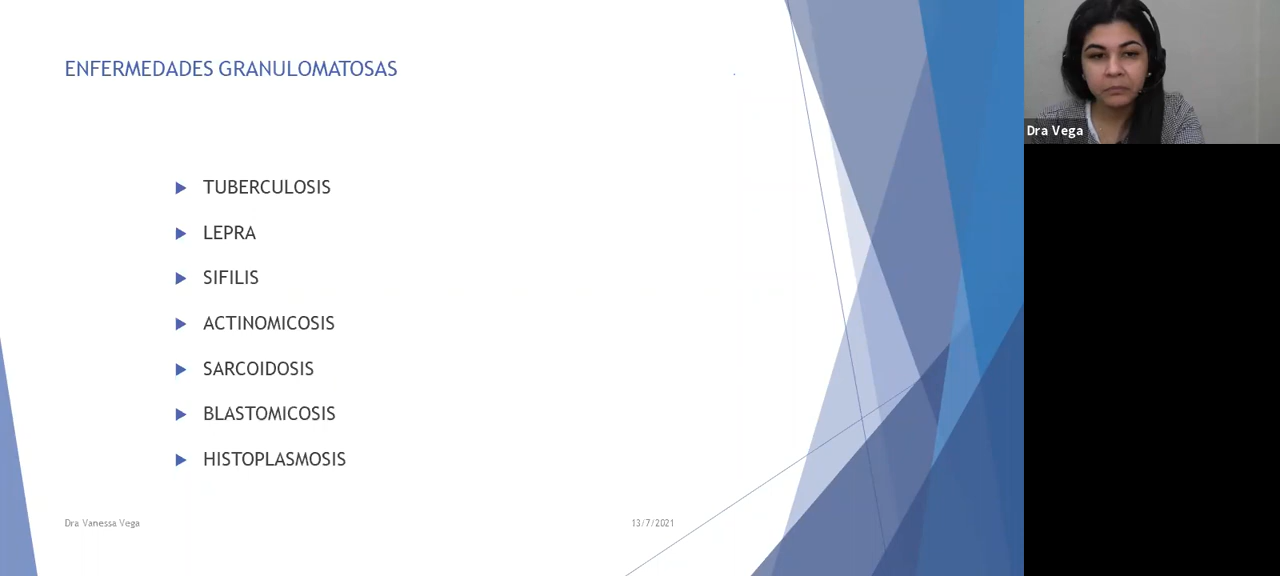 ENFERMEDADES GRANULOMATOSAS
Dra Vega
TUBERCULOSIS
LEPRA
SIFILIS
ACTINOMICOSIS
SARCOIDOSIS
BLASTOMICOSIS
HISTOPLASMOSIS
Dra Vanessa Vega
13/7/2021